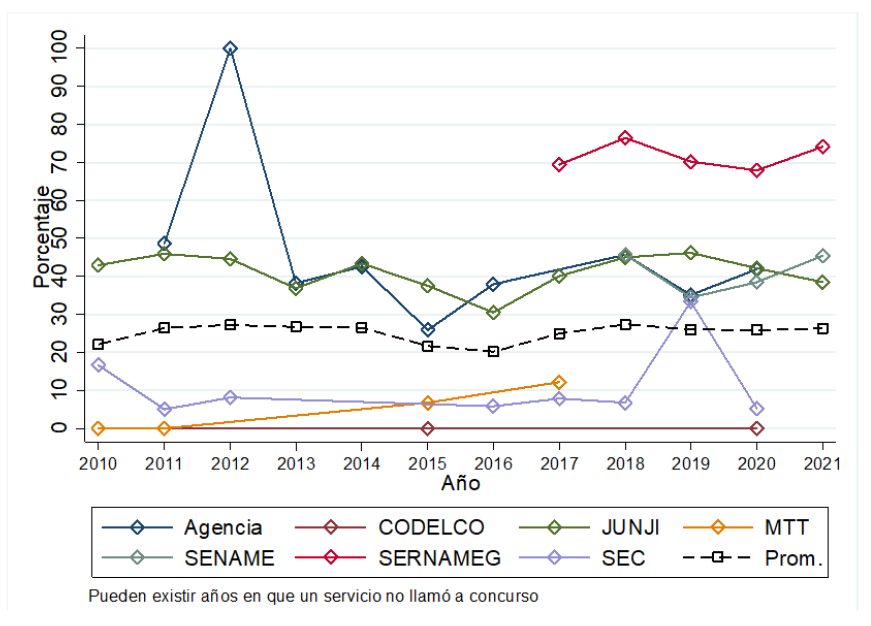 Porcentaje
100
90
80
70
60
50
40
30
20
10
0
2010 2011 2012 2013 2014 2015 2016 2017 2018 2019 2020 2021
Año
Agencia CODELCO JUNJI MTT
SENAME SERNAMEG SEC Prom.
Pueden existir años en que un servicio no llamó a concurso